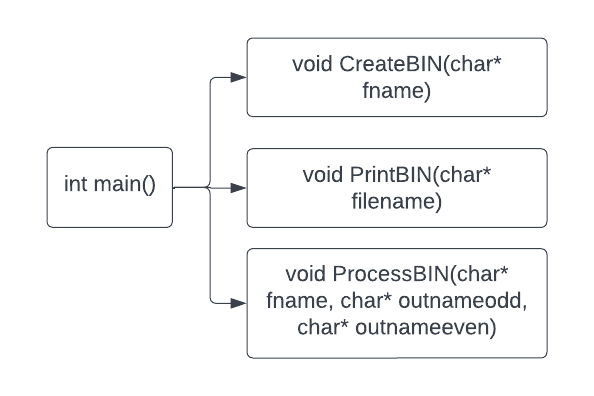 void CreateBIN(char*
fname)
int main()
void PrintBIN(char*
filename)
void ProcessBIN(char*
fname, char* outnameodd,
char* outnameeven)